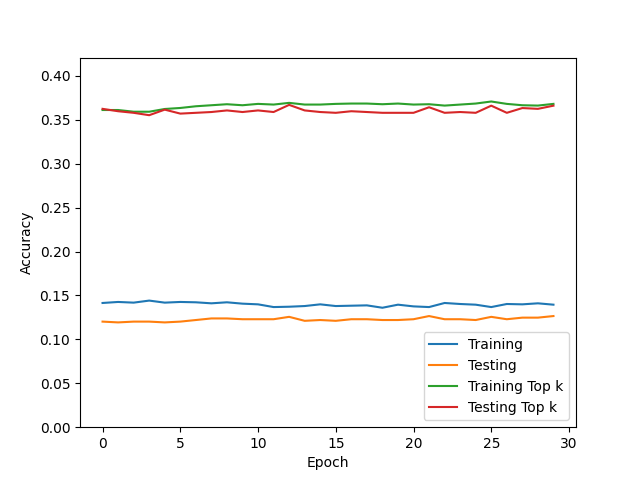 0.40
0.35
0.30
0.25
0.20
0.15
0.10
0.05
0.00
Accuracy
Training
Testing
Training Top k
Testing Top k
0 5 10 15 20 25 30
Epoch